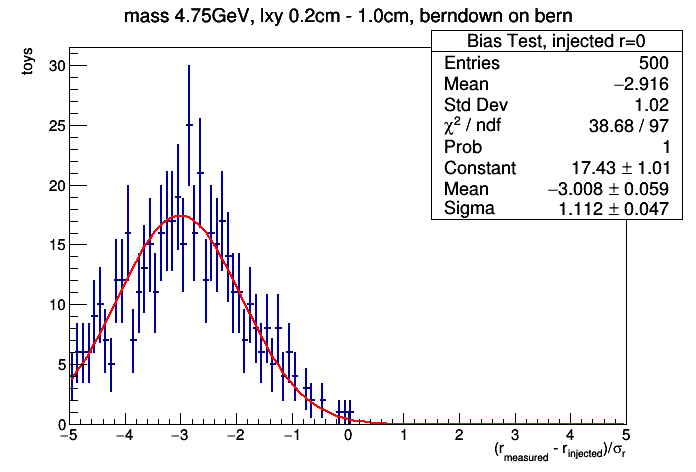 mass 4.75GeV, lxy 0.2cm - 1.0cm, berndown on bern
Bias Test, injected r=0
Entries 500
Mean −2.916
Std Dev 1.02
χ² / ndf 38.68 / 97
Prob 1
Constant 17.43 ± 1.01
Mean −3.008 ± 0.059
Sigma 1.112 ± 0.047
toys
30
25
20
15
10
5
0
−5 −4 −3 −2 −1 0 1 2 3 4 5
(r_measured - r_injected)/σ_r